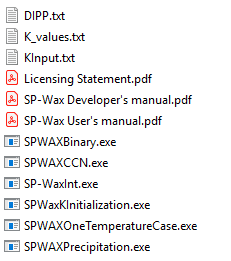 DIPP.txt
K_values.txt
KInput.txt
Licensing Statement.pdf
SP-Wax Developer's manual.pdf
SP-Wax User's manual.pdf
SPWAXBinary.exe
SPWAXCCN.exe
SP-WaxInt.exe
SPWaxKInitialization.exe
SPWAXOneTemperatureCase.exe
SPWAXPrecipitation.exe